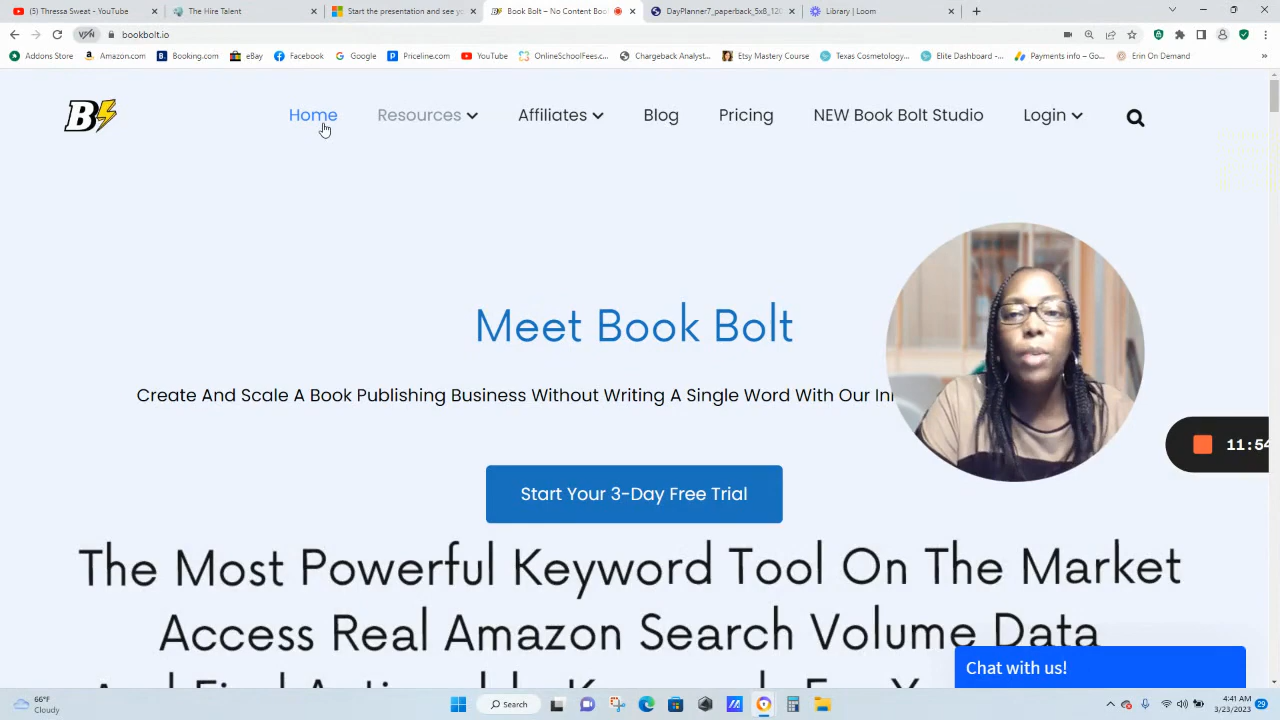 (5) Thressa Sweat - YouTube
The Hire Talent
Start the presentation and see yo
Book Bolt – No Content Boo
DayPlanner7_paperback_5x8_120
Library | Loom
bookbolt.io
VPN
Addons Store
Amazon.com
Booking.com
eBay
Facebook
Google
Priceline.com
YouTube
OnlineSchoolFees...
Chargeback Analyst...
Etsy Mastery Course
Texas Cosmetology...
Elite Dashboard -...
Payments info – Go...
Erin On Demand
B
Home
Resources
Affiliates
Blog
Pricing
NEW Book Bolt Studio
Login
Meet Book Bolt
Create And Scale A Book Publishing Business Without Writing A Single Word With Our Inn
11:54
Start Your 3-Day Free Trial
The Most Powerful Keyword Tool On The Market
Access Real Amazon Search Volume Data
Chat with us!
66°F
Cloudy
Search
4:41 AM
3/23/2023
29